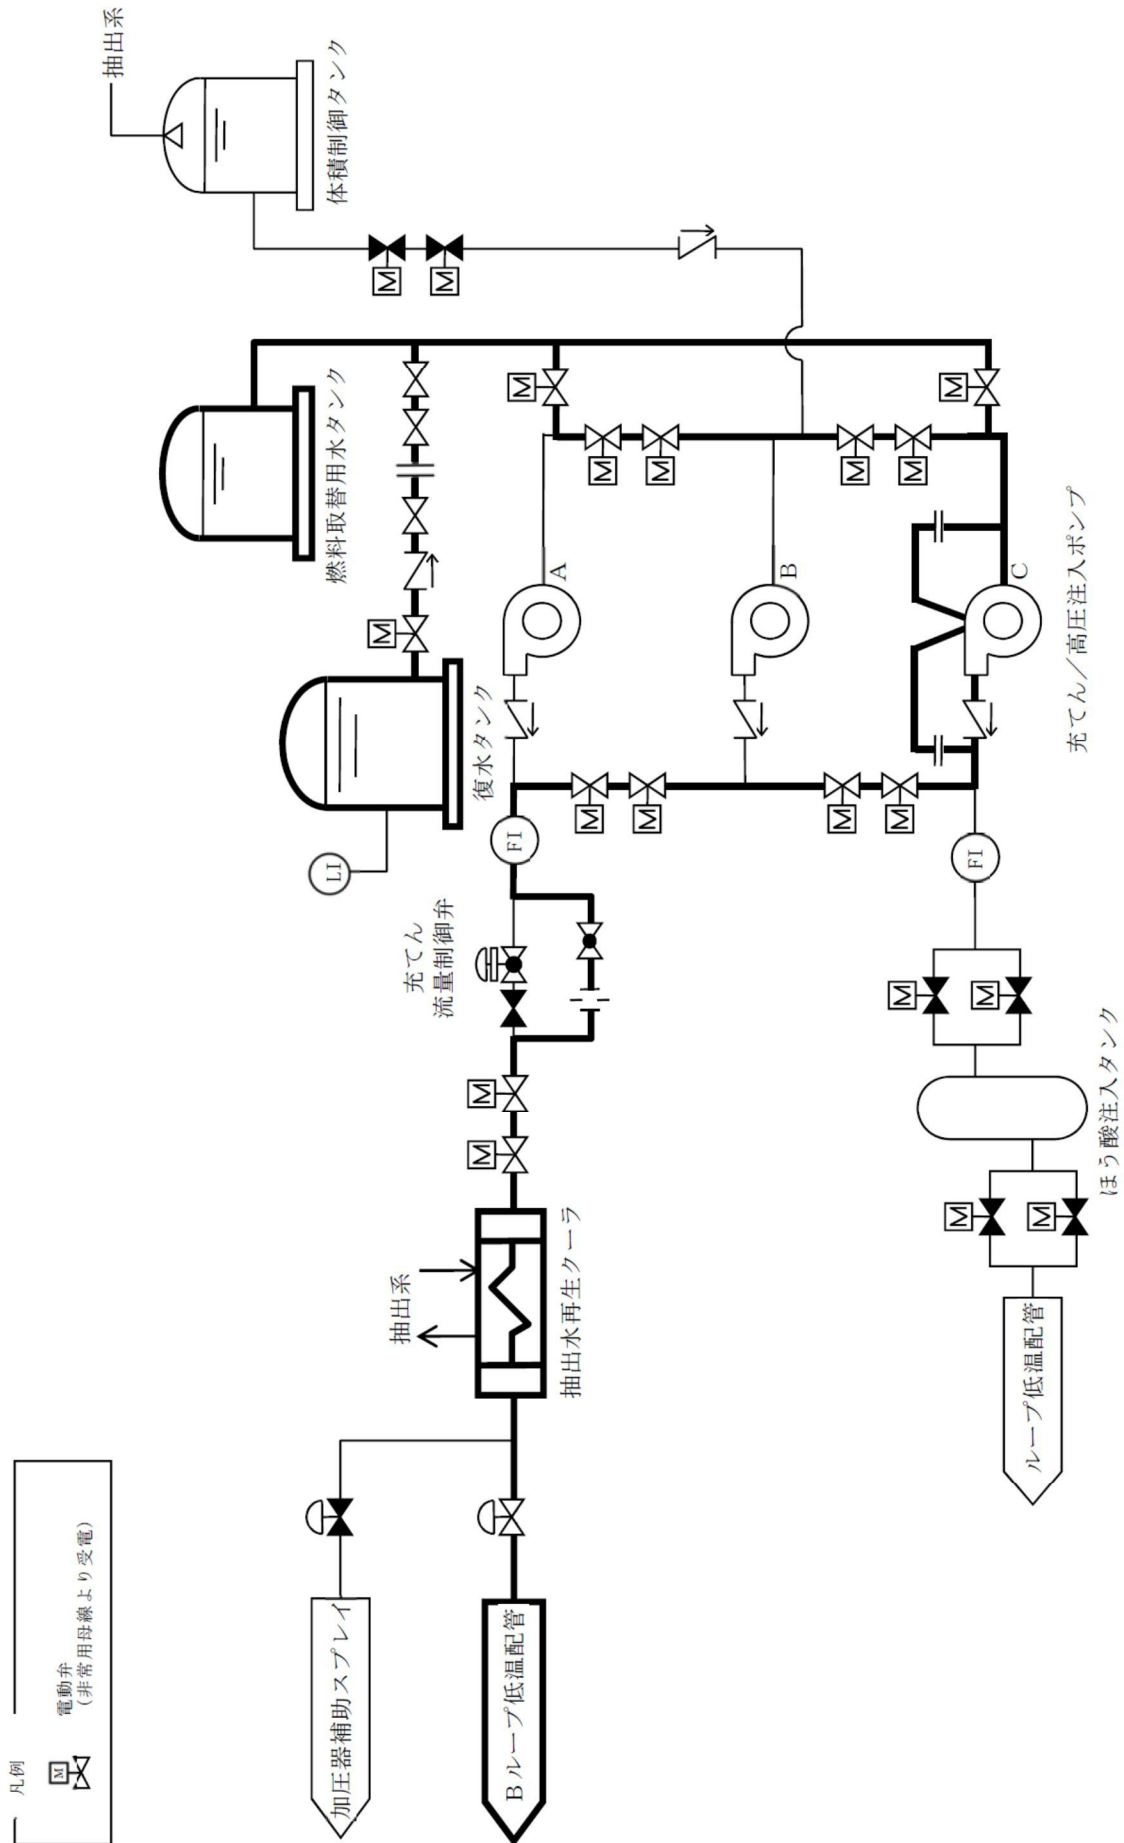 抽出系
体積制御タンク
M
M
燃料取替用水タンク
M
M
M
復水タンク
LI
M
M
A
M
M
B
C
充てん/高圧注入ポンプ
FI
M
M
M
M
FI
充てん
流量制御弁
M
M
M
M
ほう酸注入タンク
抽出系
抽出水再生クーラ
M
M
ループ低温配管
加圧器補助スプレイ
Bループ低温配管
凡例
M
電動弁
(非常用母線より受電)